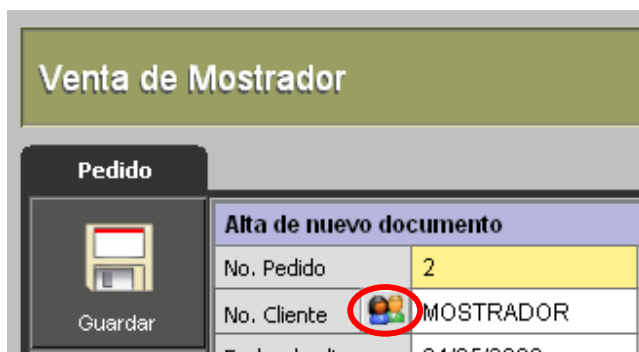 Venta de Mostrador
Pedido
Alta de nuevo documento
No. Pedido 2
No. Cliente MOSTRADOR
Guardar